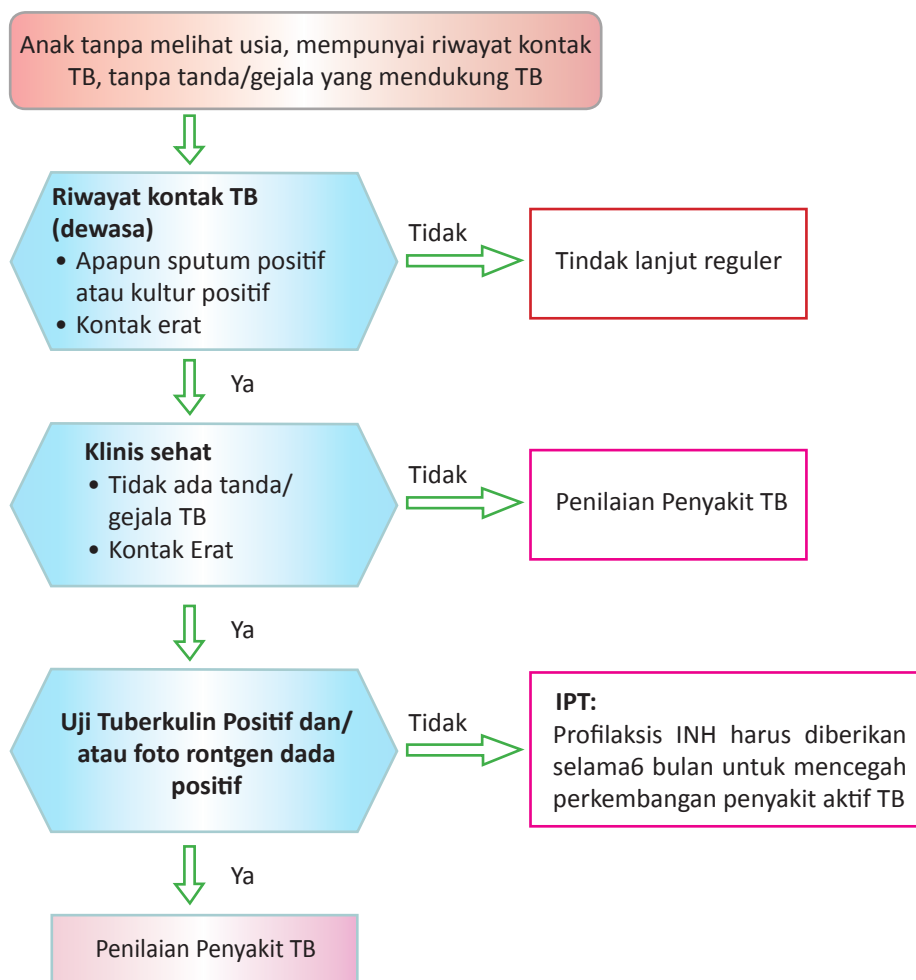 Anak tanpa melihat usia, mempunyai riwayat kontak
TB, tanpa tanda/gejala yang mendukung TB
Riwayat kontak TB
(dewasa)
• Apapun sputum positif
atau kultur positif
• Kontak erat
Tidak
Tindak lanjut reguler
Ya
Klinis sehat
• Tidak ada tanda/
gejala TB
• Kontak Erat
Tidak
Penilaian Penyakit TB
Ya
Uji Tuberkulin Positif dan/
atau foto rontgen dada
positif
Tidak
IPT:
Profilaksis INH harus diberikan
selama6 bulan untuk mencegah
perkembangan penyakit aktif TB
Ya
Penilaian Penyakit TB